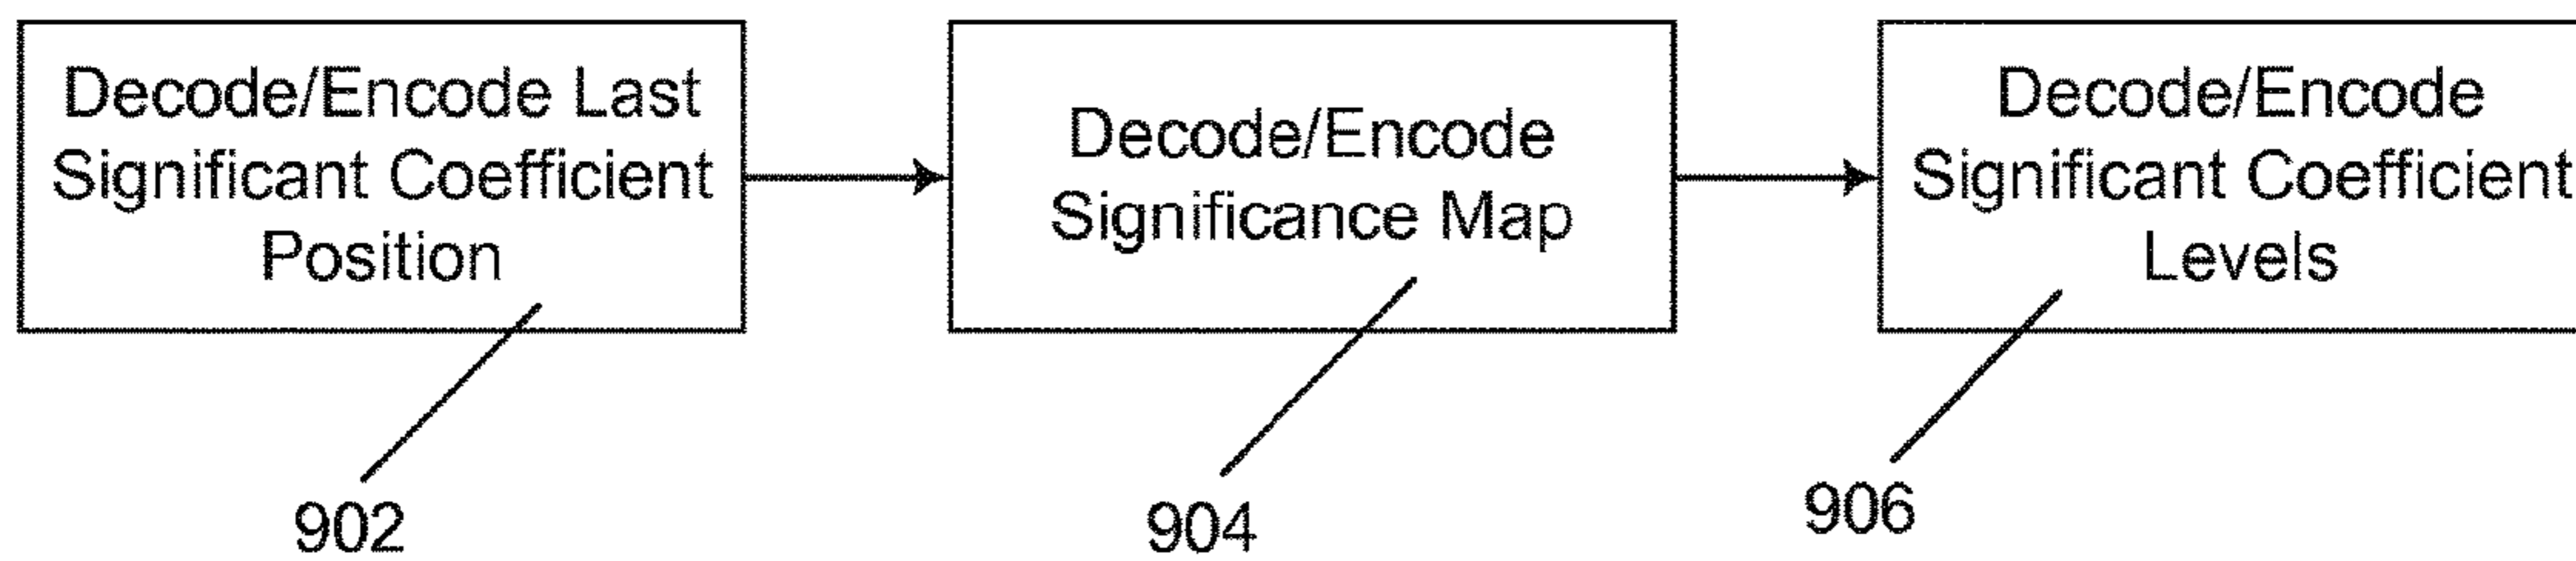 Decode/Encode Last
Significant Coefficient
Position
Decode/Encode
Significance Map
Decode/Encode
Significant Coefficient
Levels
902
904
906